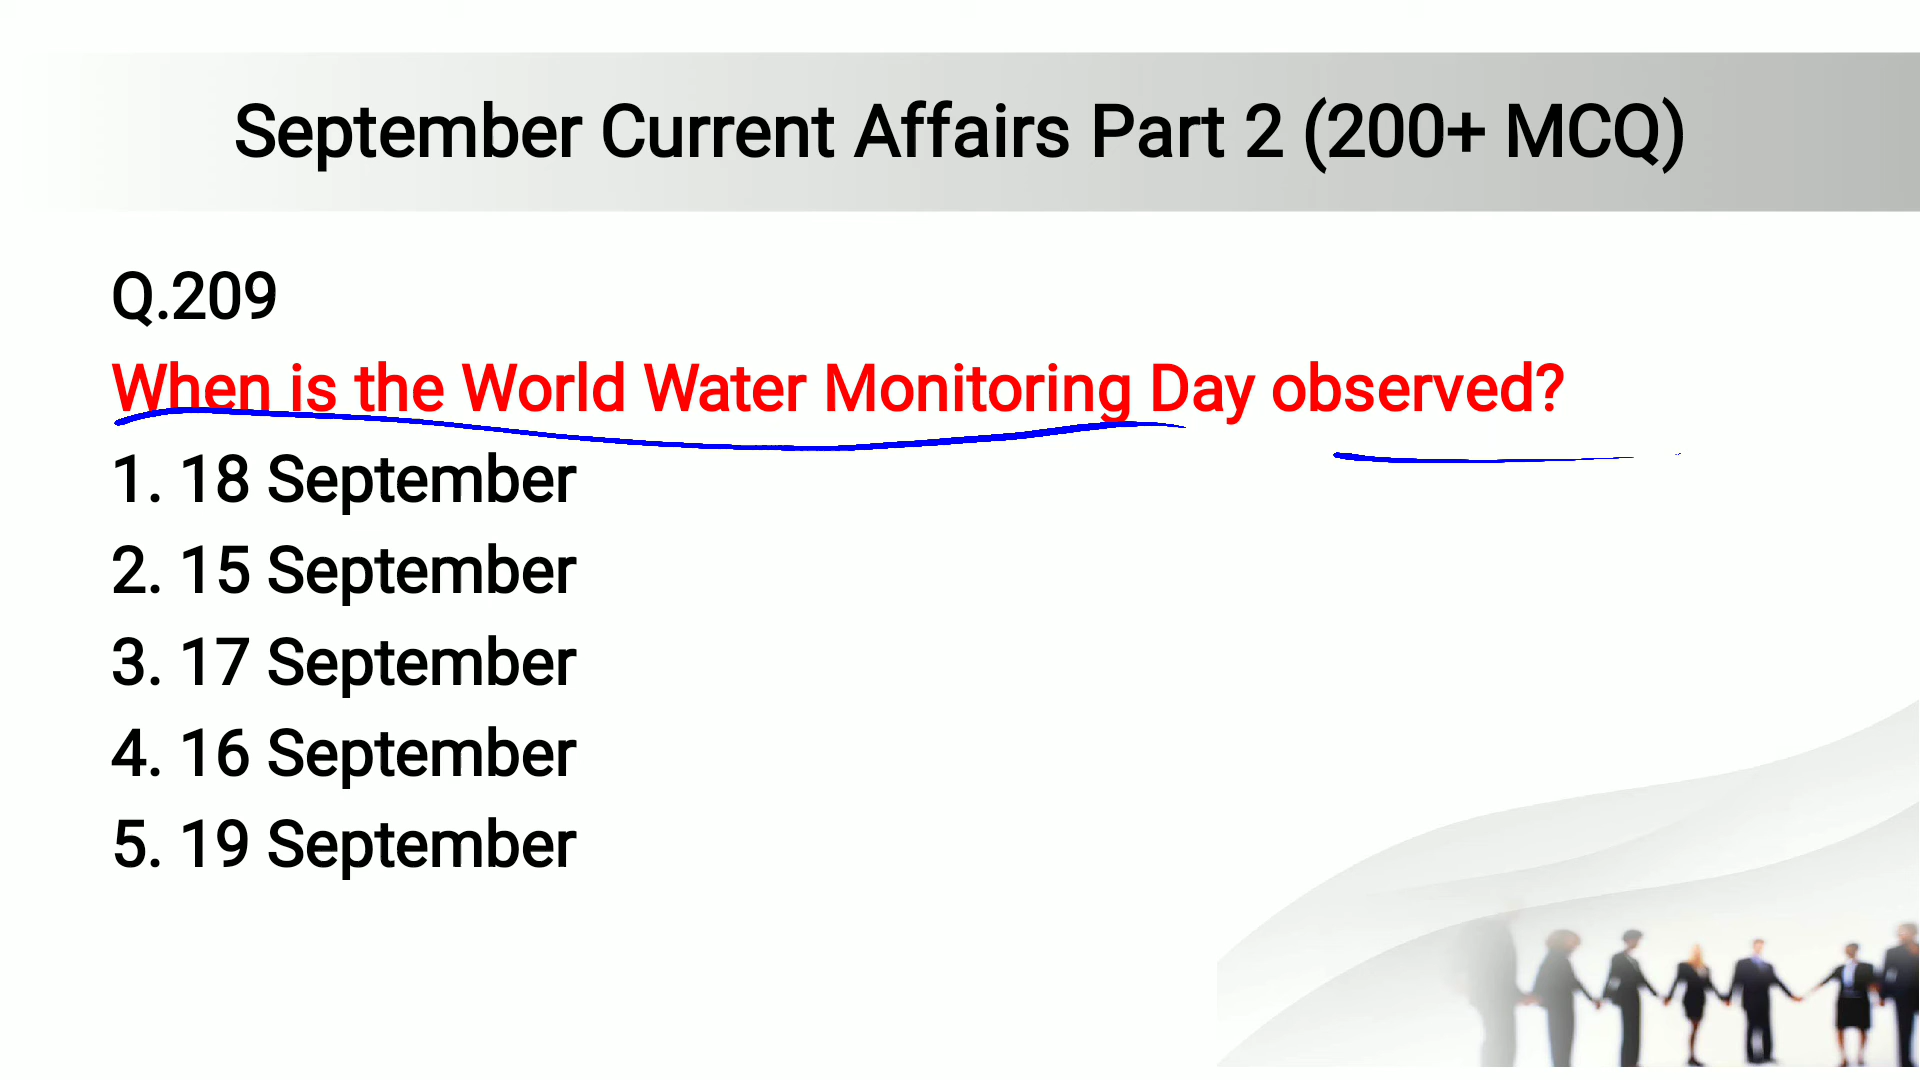 September Current Affairs Part 2 (200+ MCQ)
Q.209
When is the World Water Monitoring Day observed?
1. 18 September
2. 15 September
3. 17 September
4. 16 September
5. 19 September